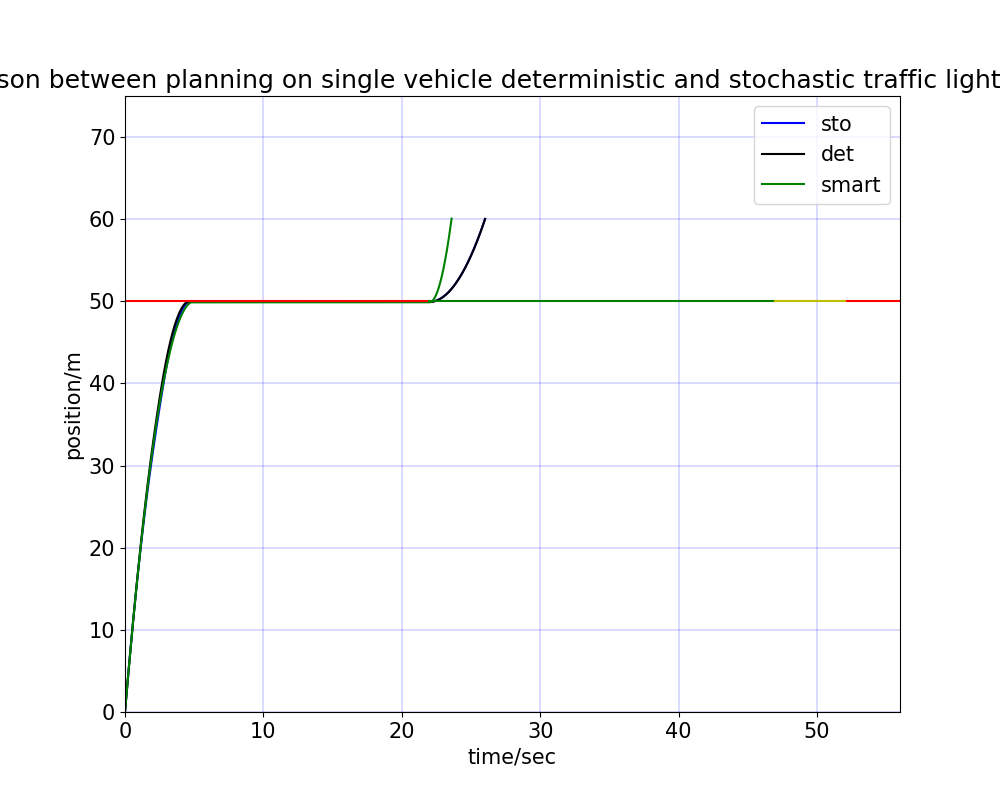 son between planning on single vehicle deterministic and stochastic traffic light
sto
det
smart
70
60
50
40
30
20
10
0
position/m
0 10 20 30 40 50
time/sec